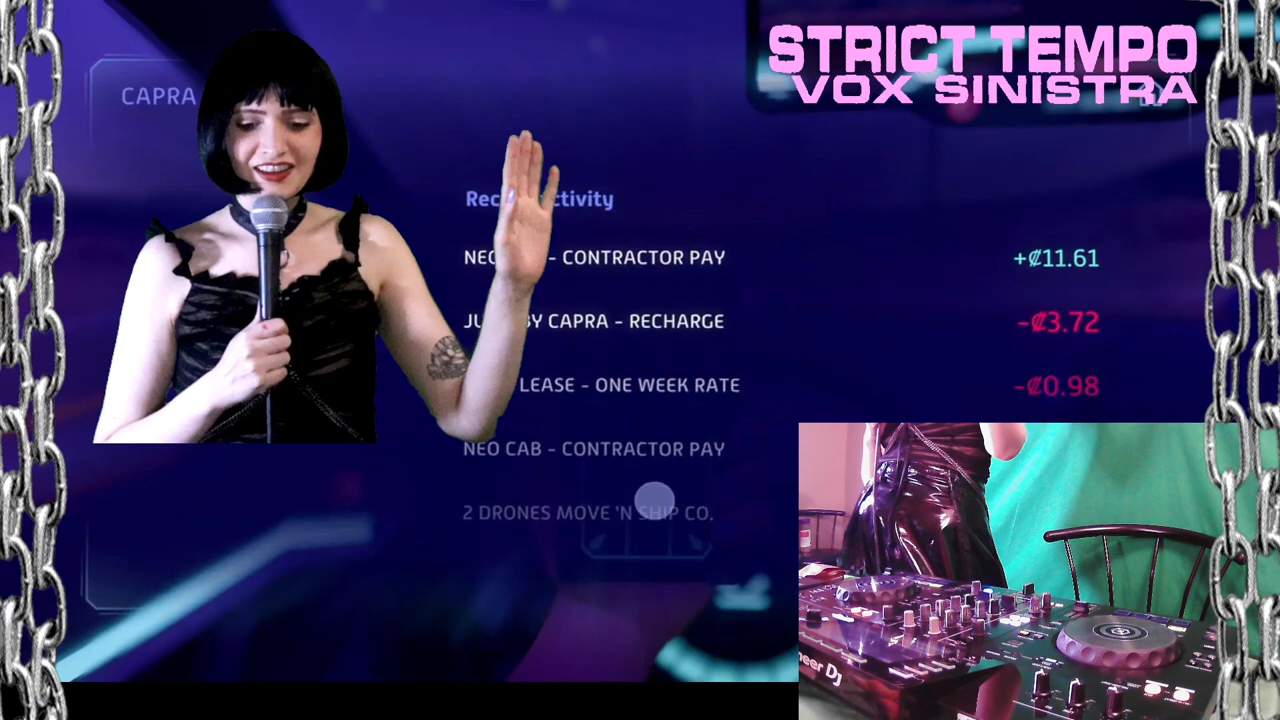 STRICT TEMPO
VOX SINISTRA
CAPRA
- CONTRACTOR PAY
+₡11.61
BY CAPRA - RECHARGE
-₡3.72
LEASE - ONE WEEK RATE
-₡0.98
NEO CAB - CONTRACTOR PAY
2 DRONES MOVE 'N SHIP CO.
DJ